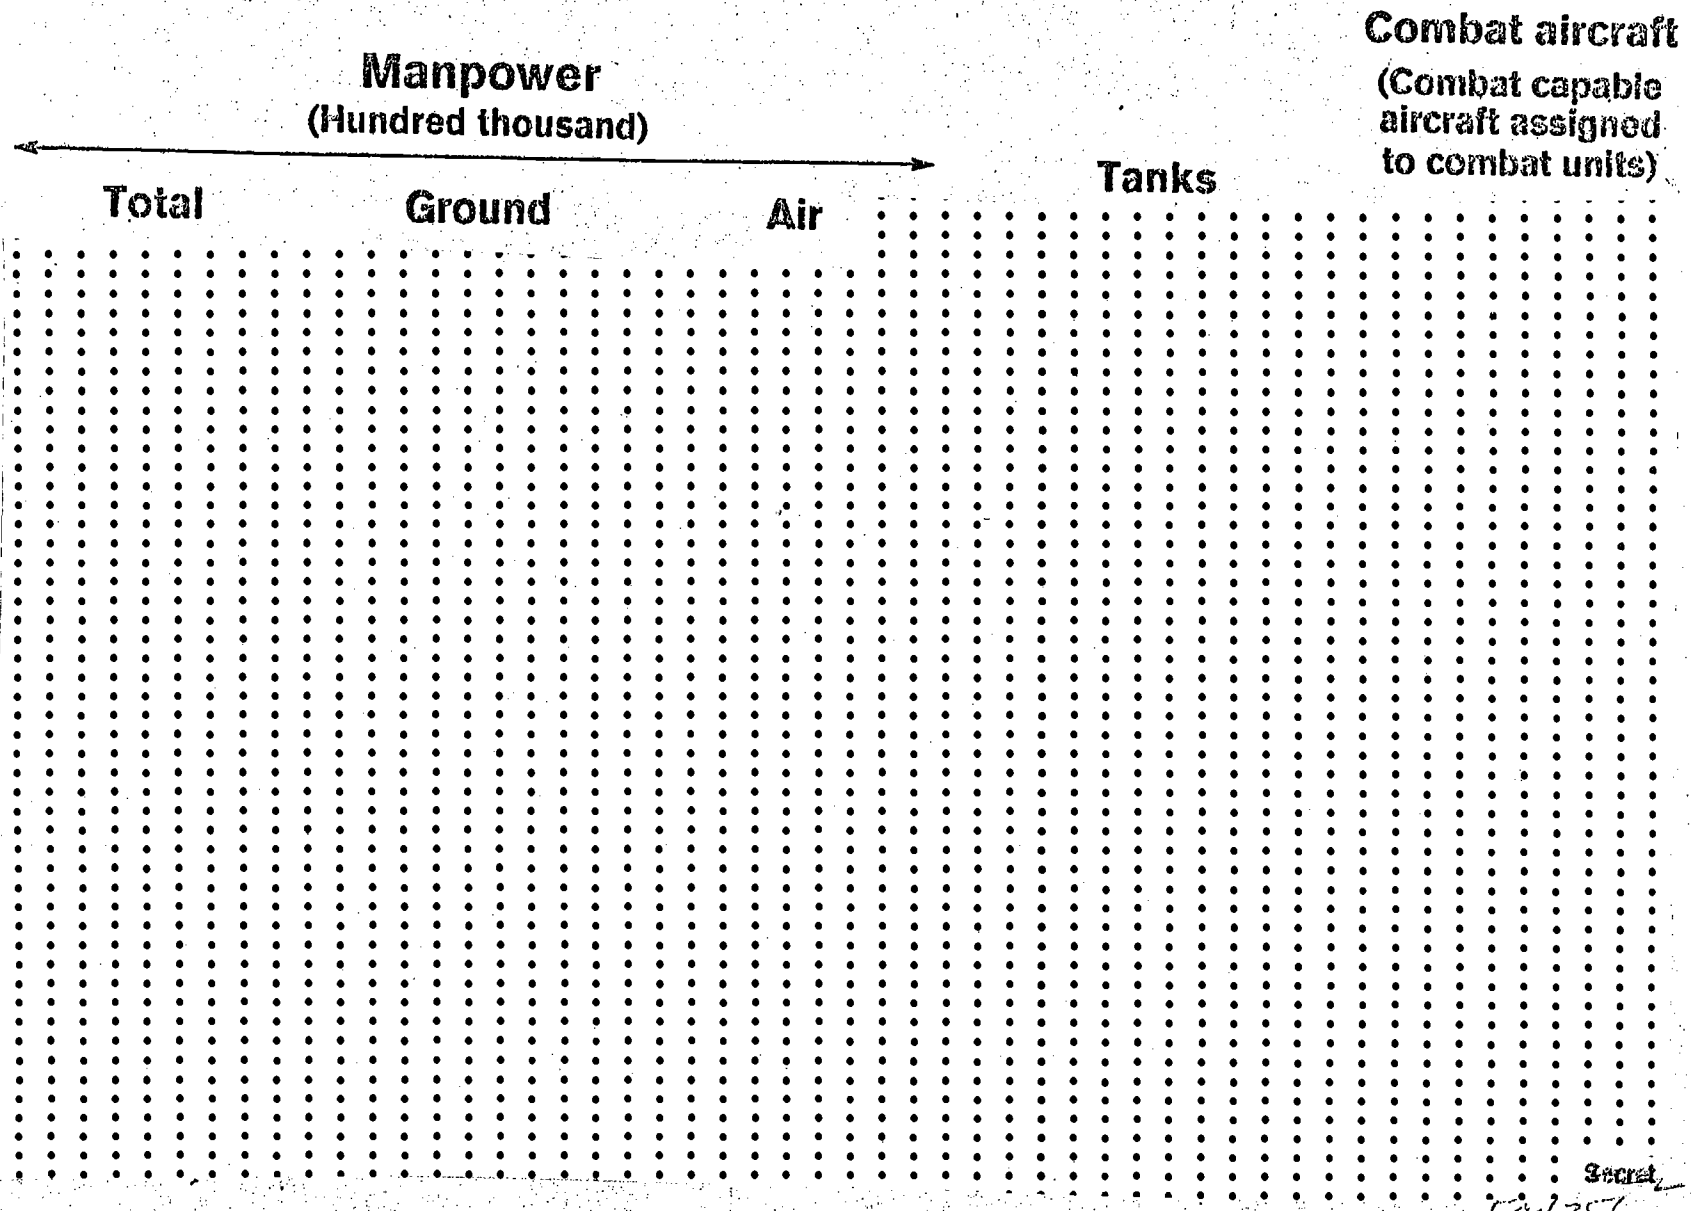 Combat aircraft
(Combat capable
aircraft assigned
to combat units)
Manpower
(Hundred thousand)
Tanks
Total Ground Air
Secret